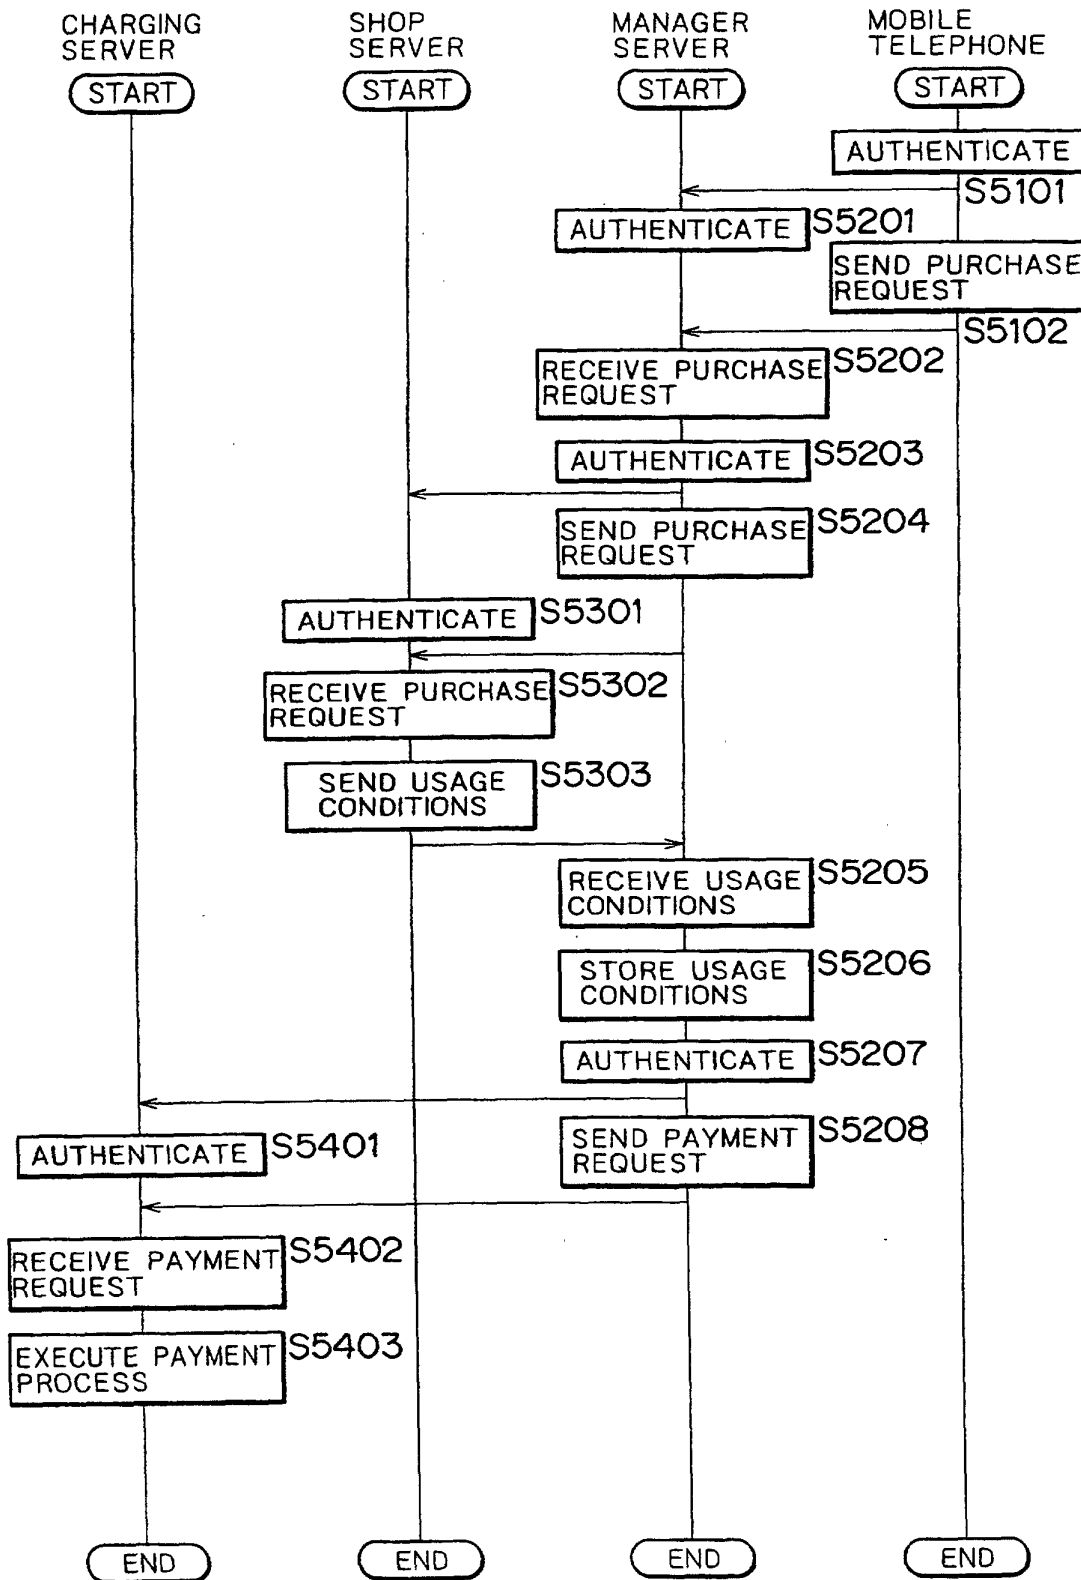 CHARGING
SERVER
SHOP
SERVER
MANAGER
SERVER
MOBILE
TELEPHONE
START
START
START
START
AUTHENTICATE
S5101
AUTHENTICATE
S5201
SEND PURCHASE
REQUEST
S5102
RECEIVE PURCHASE
REQUEST
S5202
AUTHENTICATE
S5203
SEND PURCHASE
REQUEST
S5204
AUTHENTICATE
S5301
RECEIVE PURCHASE
REQUEST
S5302
SEND USAGE
CONDITIONS
S5303
RECEIVE USAGE
CONDITIONS
S5205
STORE USAGE
CONDITIONS
S5206
AUTHENTICATE
S5207
SEND PAYMENT
REQUEST
S5208
AUTHENTICATE
S5401
RECEIVE PAYMENT
REQUEST
S5402
EXECUTE PAYMENT
PROCESS
S5403
END
END
END
END